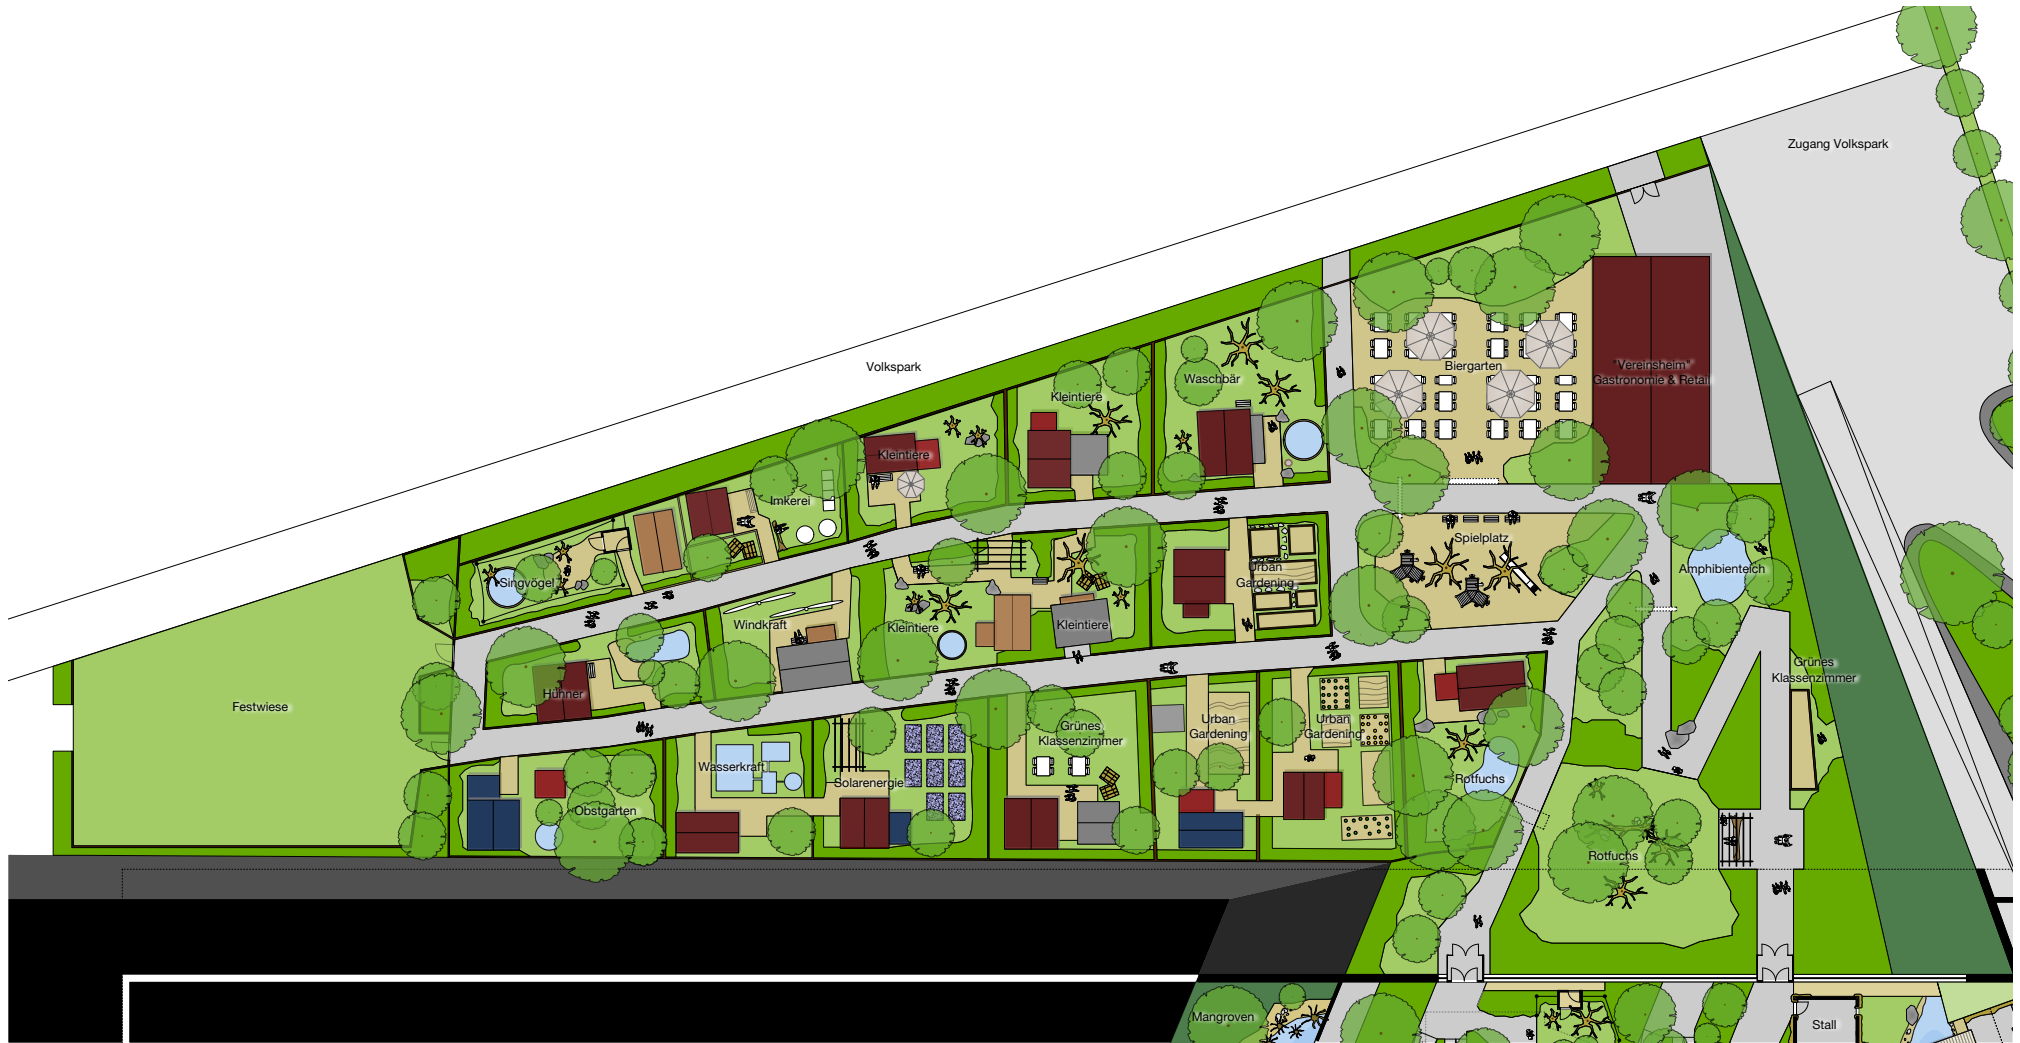 Zugang Volkspark
Volkspark
"Vereinsheim"
Gastronomie & Retail
Biergarten
Waschbär
Kleintiere
Kleintiere
Imkerei
Singvögel
Spielplatz
Amphibienteich
Urban
Gardening
Windkraft
Kleintiere
Kleintiere
Grünes
Klassenzimmer
Hühner
Festwiese
Urban
Gardening
Urban
Gardening
Grünes
Klassenzimmer
Wasserkraft
Solarenergie
Rotfuchs
Obstgarten
Rotfuchs
Mangroven
Stall